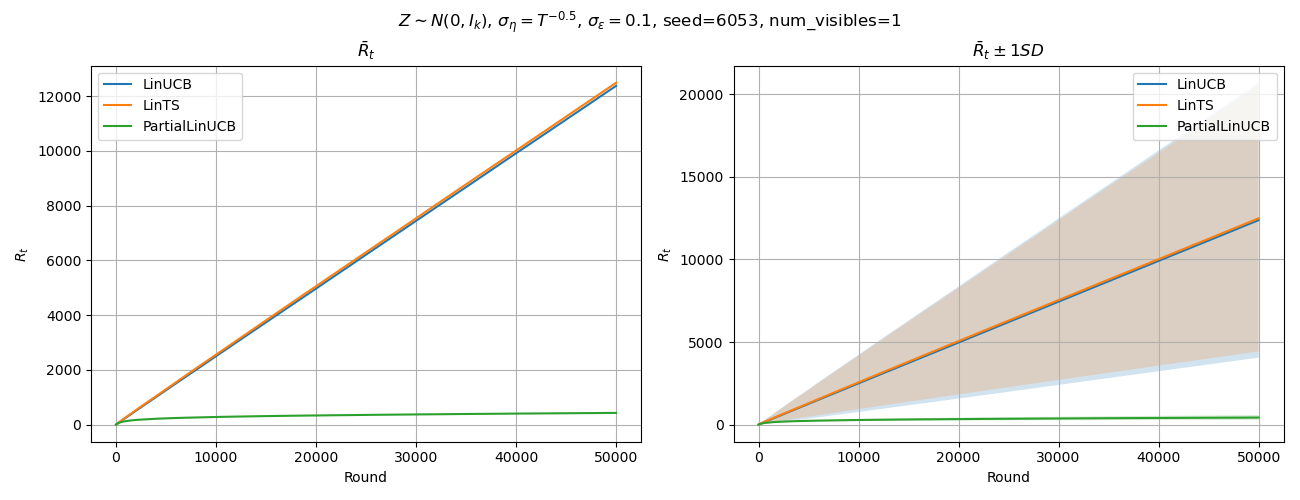 Z ∼ N(0, I_k), σ_η = T^{−0.5}, σ_ε = 0.1, seed=6053, num_visibles=1
R̄_t
LinUCB
LinTS
PartialLinUCB
12000
10000
8000
6000
4000
2000
0
R_t
0 10000 20000 30000 40000 50000
Round
R̄_t ± 1SD
LinUCB
LinTS
PartialLinUCB
20000
15000
10000
5000
0
R_t
0 10000 20000 30000 40000 50000
Round